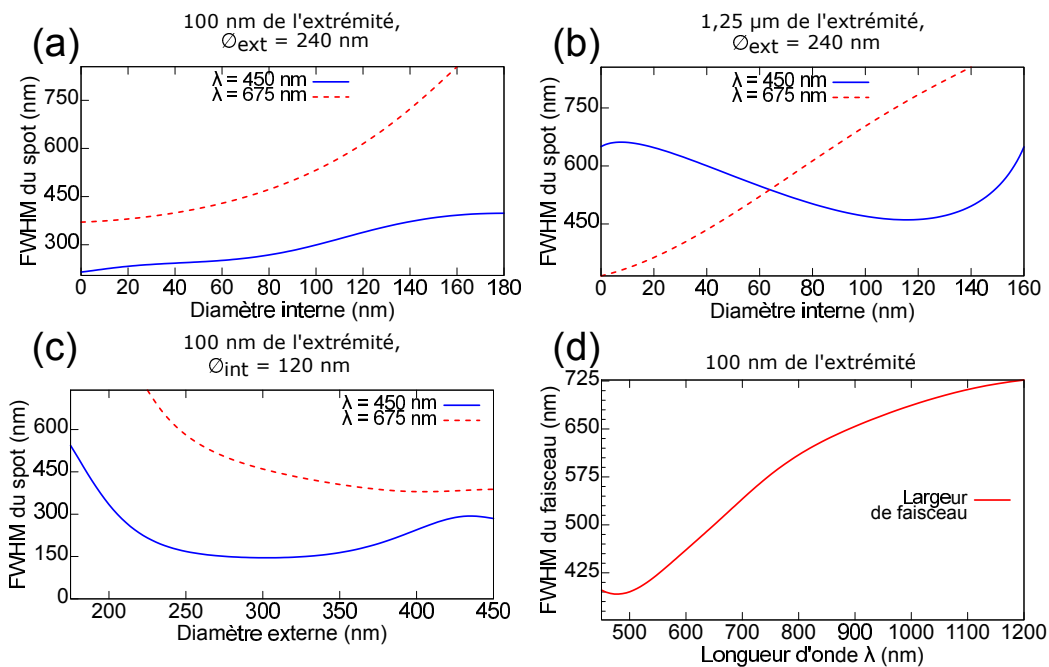 (a)
100 nm de l'extrémité,
∅ext = 240 nm
λ = 450 nm
λ = 675 nm
FWHM du spot (nm)
750
600
450
300
0 20 40 60 80 100 120 140 160 180
Diamètre interne (nm)
(b)
1,25 µm de l'extrémité,
∅ext = 240 nm
λ = 450 nm
λ = 675 nm
FWHM du spot (nm)
750
600
450
0 20 40 60 80 100 120 140 160
Diamètre interne (nm)
(c)
100 nm de l'extrémité,
∅int = 120 nm
λ = 450 nm
λ = 675 nm
FWHM du spot (nm)
600
450
300
150
0
200 250 300 350 400 450
Diamètre externe (nm)
(d)
100 nm de l'extrémité
FWHM du faisceau (nm)
725
650
575
500
425
Largeur
de faisceau
500 600 700 800 900 1000 1100 1200
Longueur d'onde λ (nm)